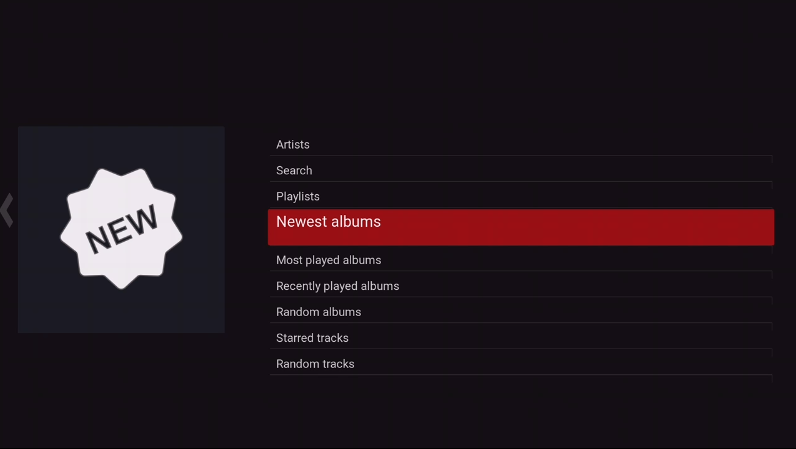 NEW
Artists
Search
Playlists
Newest albums
Most played albums
Recently played albums
Random albums
Starred tracks
Random tracks